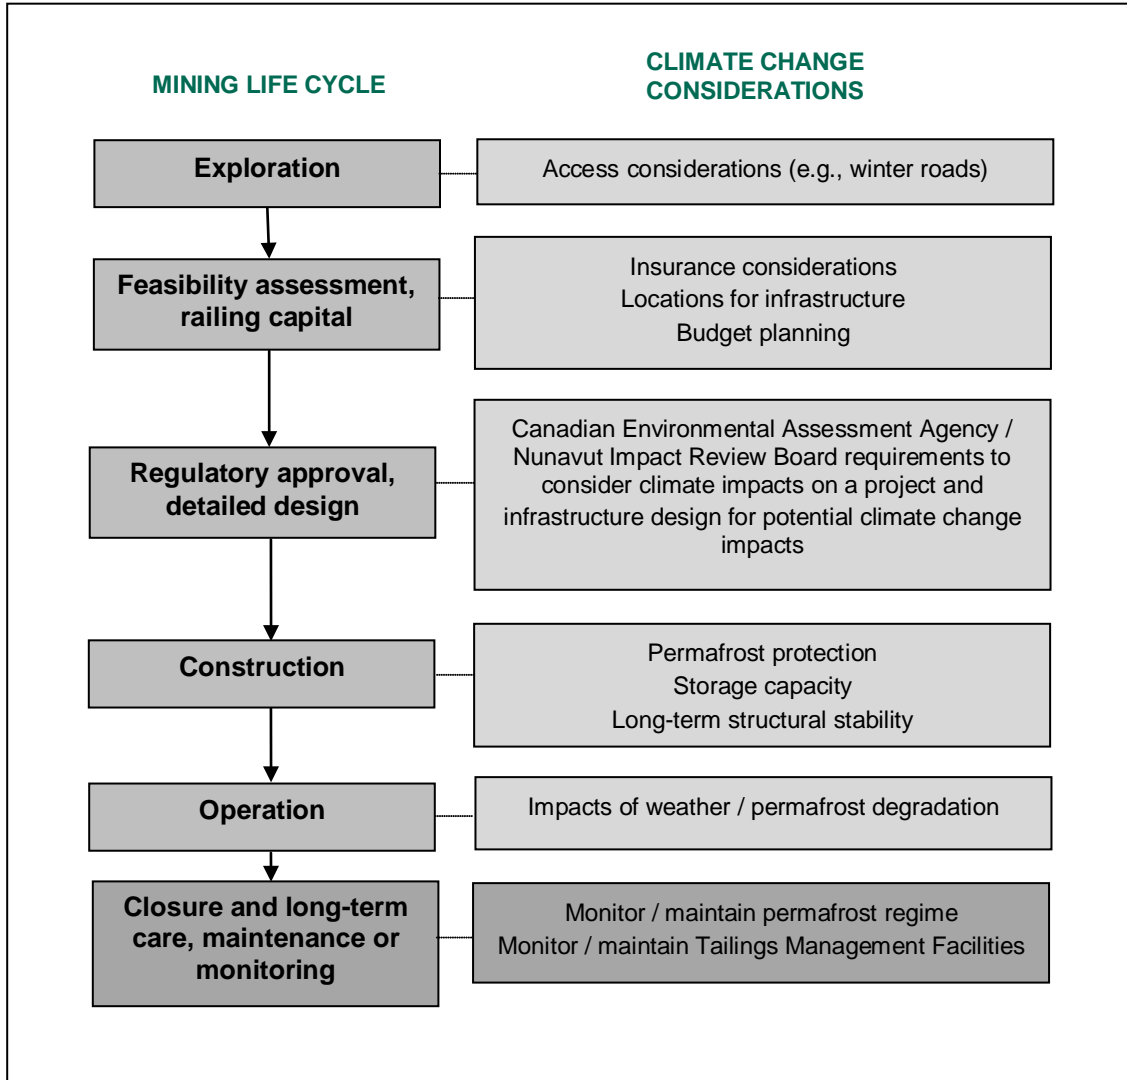 MINING LIFE CYCLE
CLIMATE CHANGE
CONSIDERATIONS
Exploration
Access considerations (e.g., winter roads)
Feasibility assessment,
railing capital
Insurance considerations
Locations for infrastructure
Budget planning
Regulatory approval,
detailed design
Canadian Environmental Assessment Agency /
Nunavut Impact Review Board requirements to
consider climate impacts on a project and
infrastructure design for potential climate change
impacts
Construction
Permafrost protection
Storage capacity
Long-term structural stability
Operation
Impacts of weather / permafrost degradation
Closure and long-term
care, maintenance or
monitoring
Monitor / maintain permafrost regime
Monitor / maintain Tailings Management Facilities